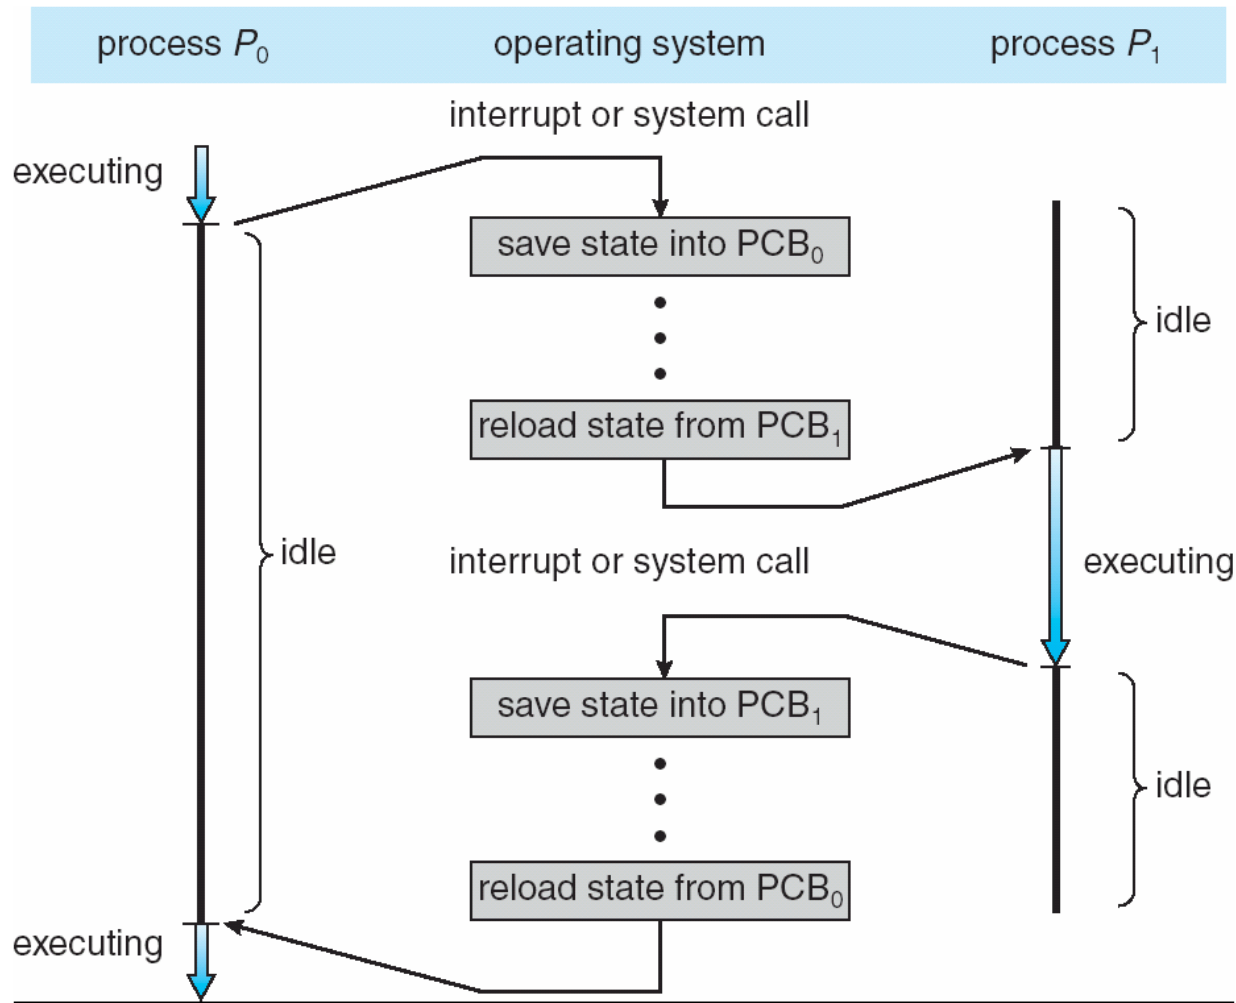 process P₀ operating system process P₁
interrupt or system call
executing
save state into PCB₀
idle
reload state from PCB₁
idle
interrupt or system call
executing
save state into PCB₁
idle
reload state from PCB₀
executing